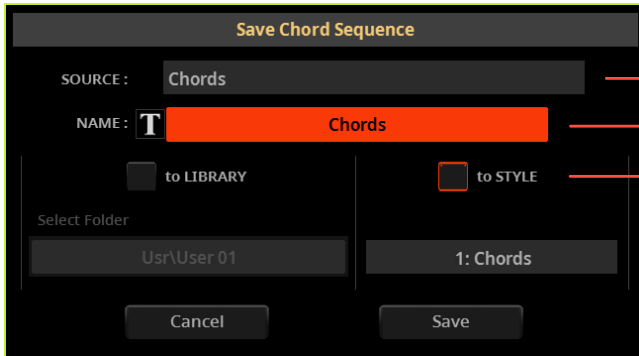 Save Chord Sequence
SOURCE : Chords
NAME : T Chords
to LIBRARY to STYLE
Select Folder
Usr\User 01 1: Chords
Cancel Save